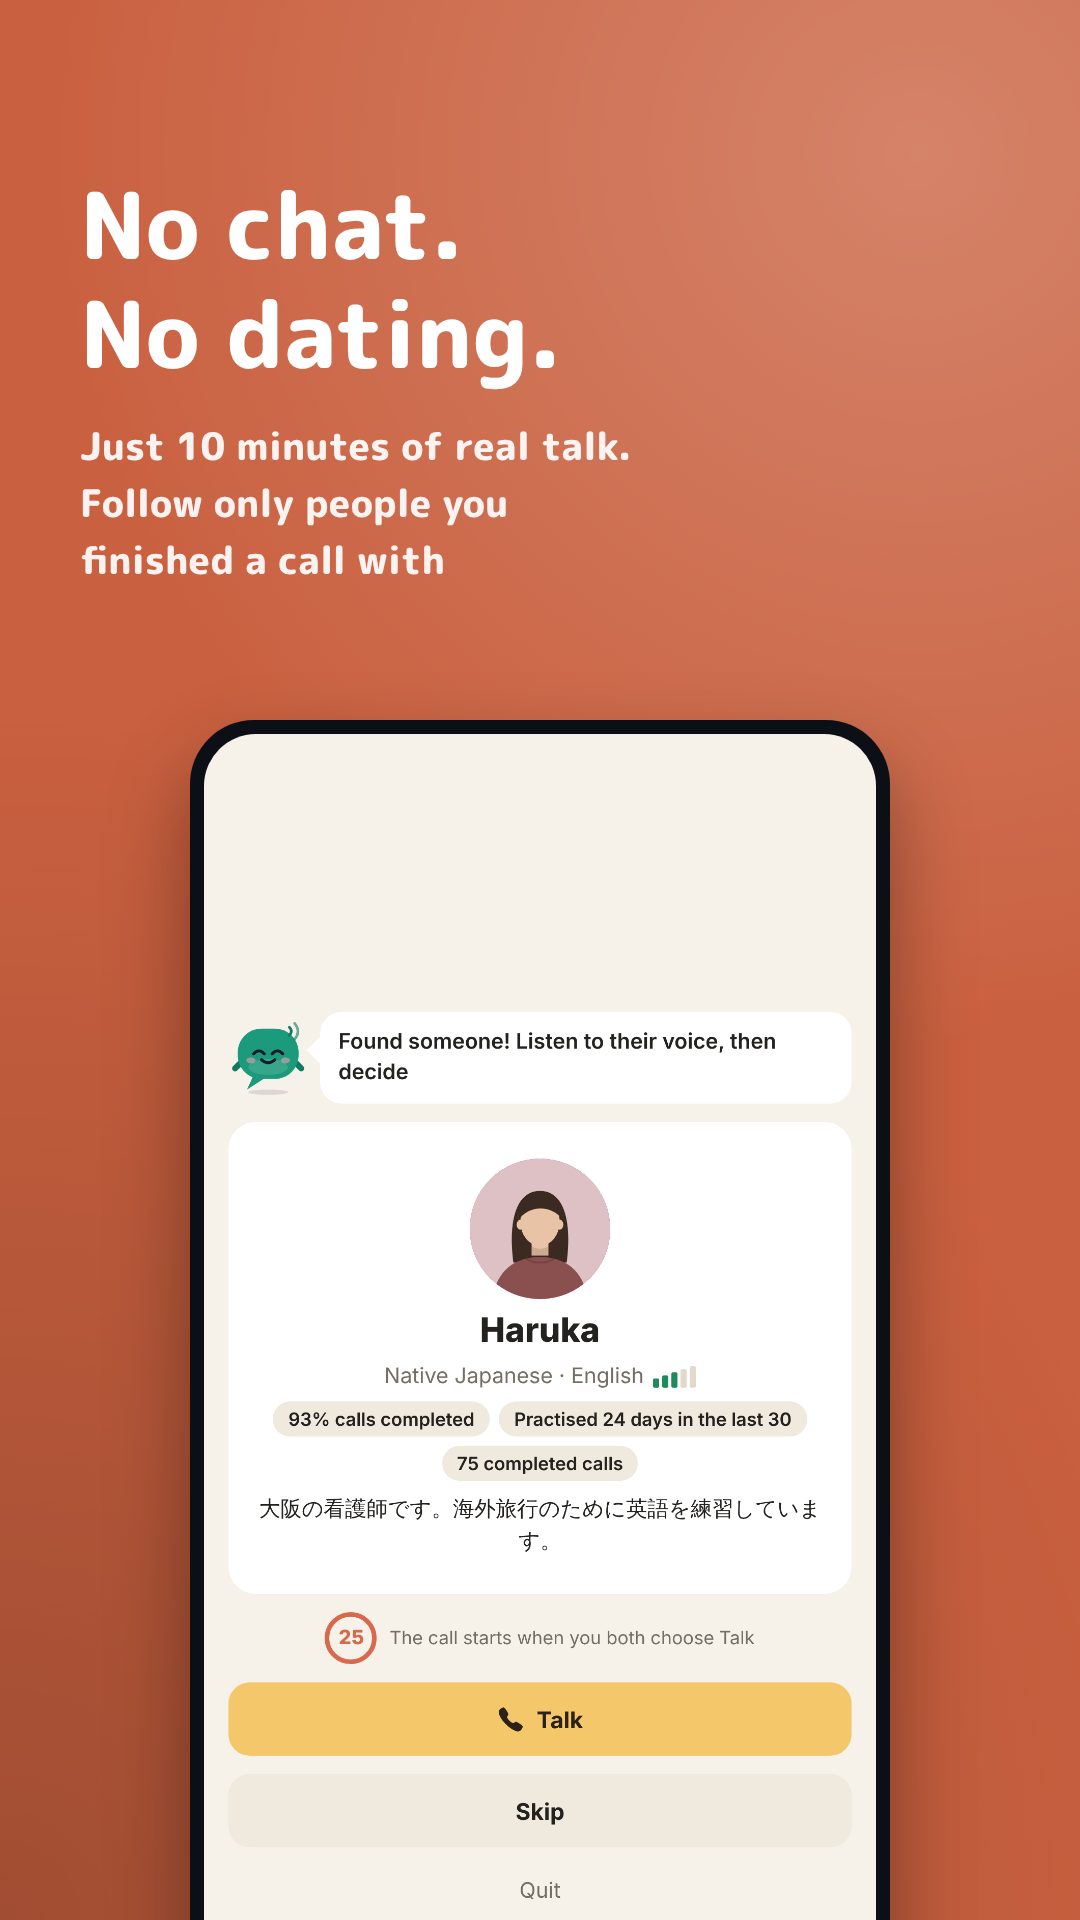 No chat.
No dating.
Just 10 minutes of real talk.
Follow only people you
finished a call with
Found someone! Listen to their voice, then
decide
Haruka
Native Japanese · English
93% calls completed
Practised 24 days in the last 30
75 completed calls
大阪の看護師です。海外旅行のために英語を練習していま
す。
25
The call starts when you both choose Talk
Talk
Skip
Quit